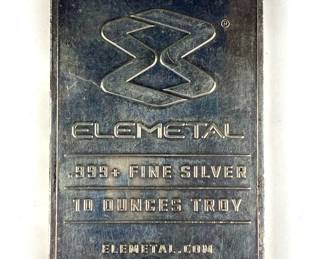 ®
ELEMETAL
.999+ FINE SILVER
10 OUNCES TROY
ELEMETAL.COM